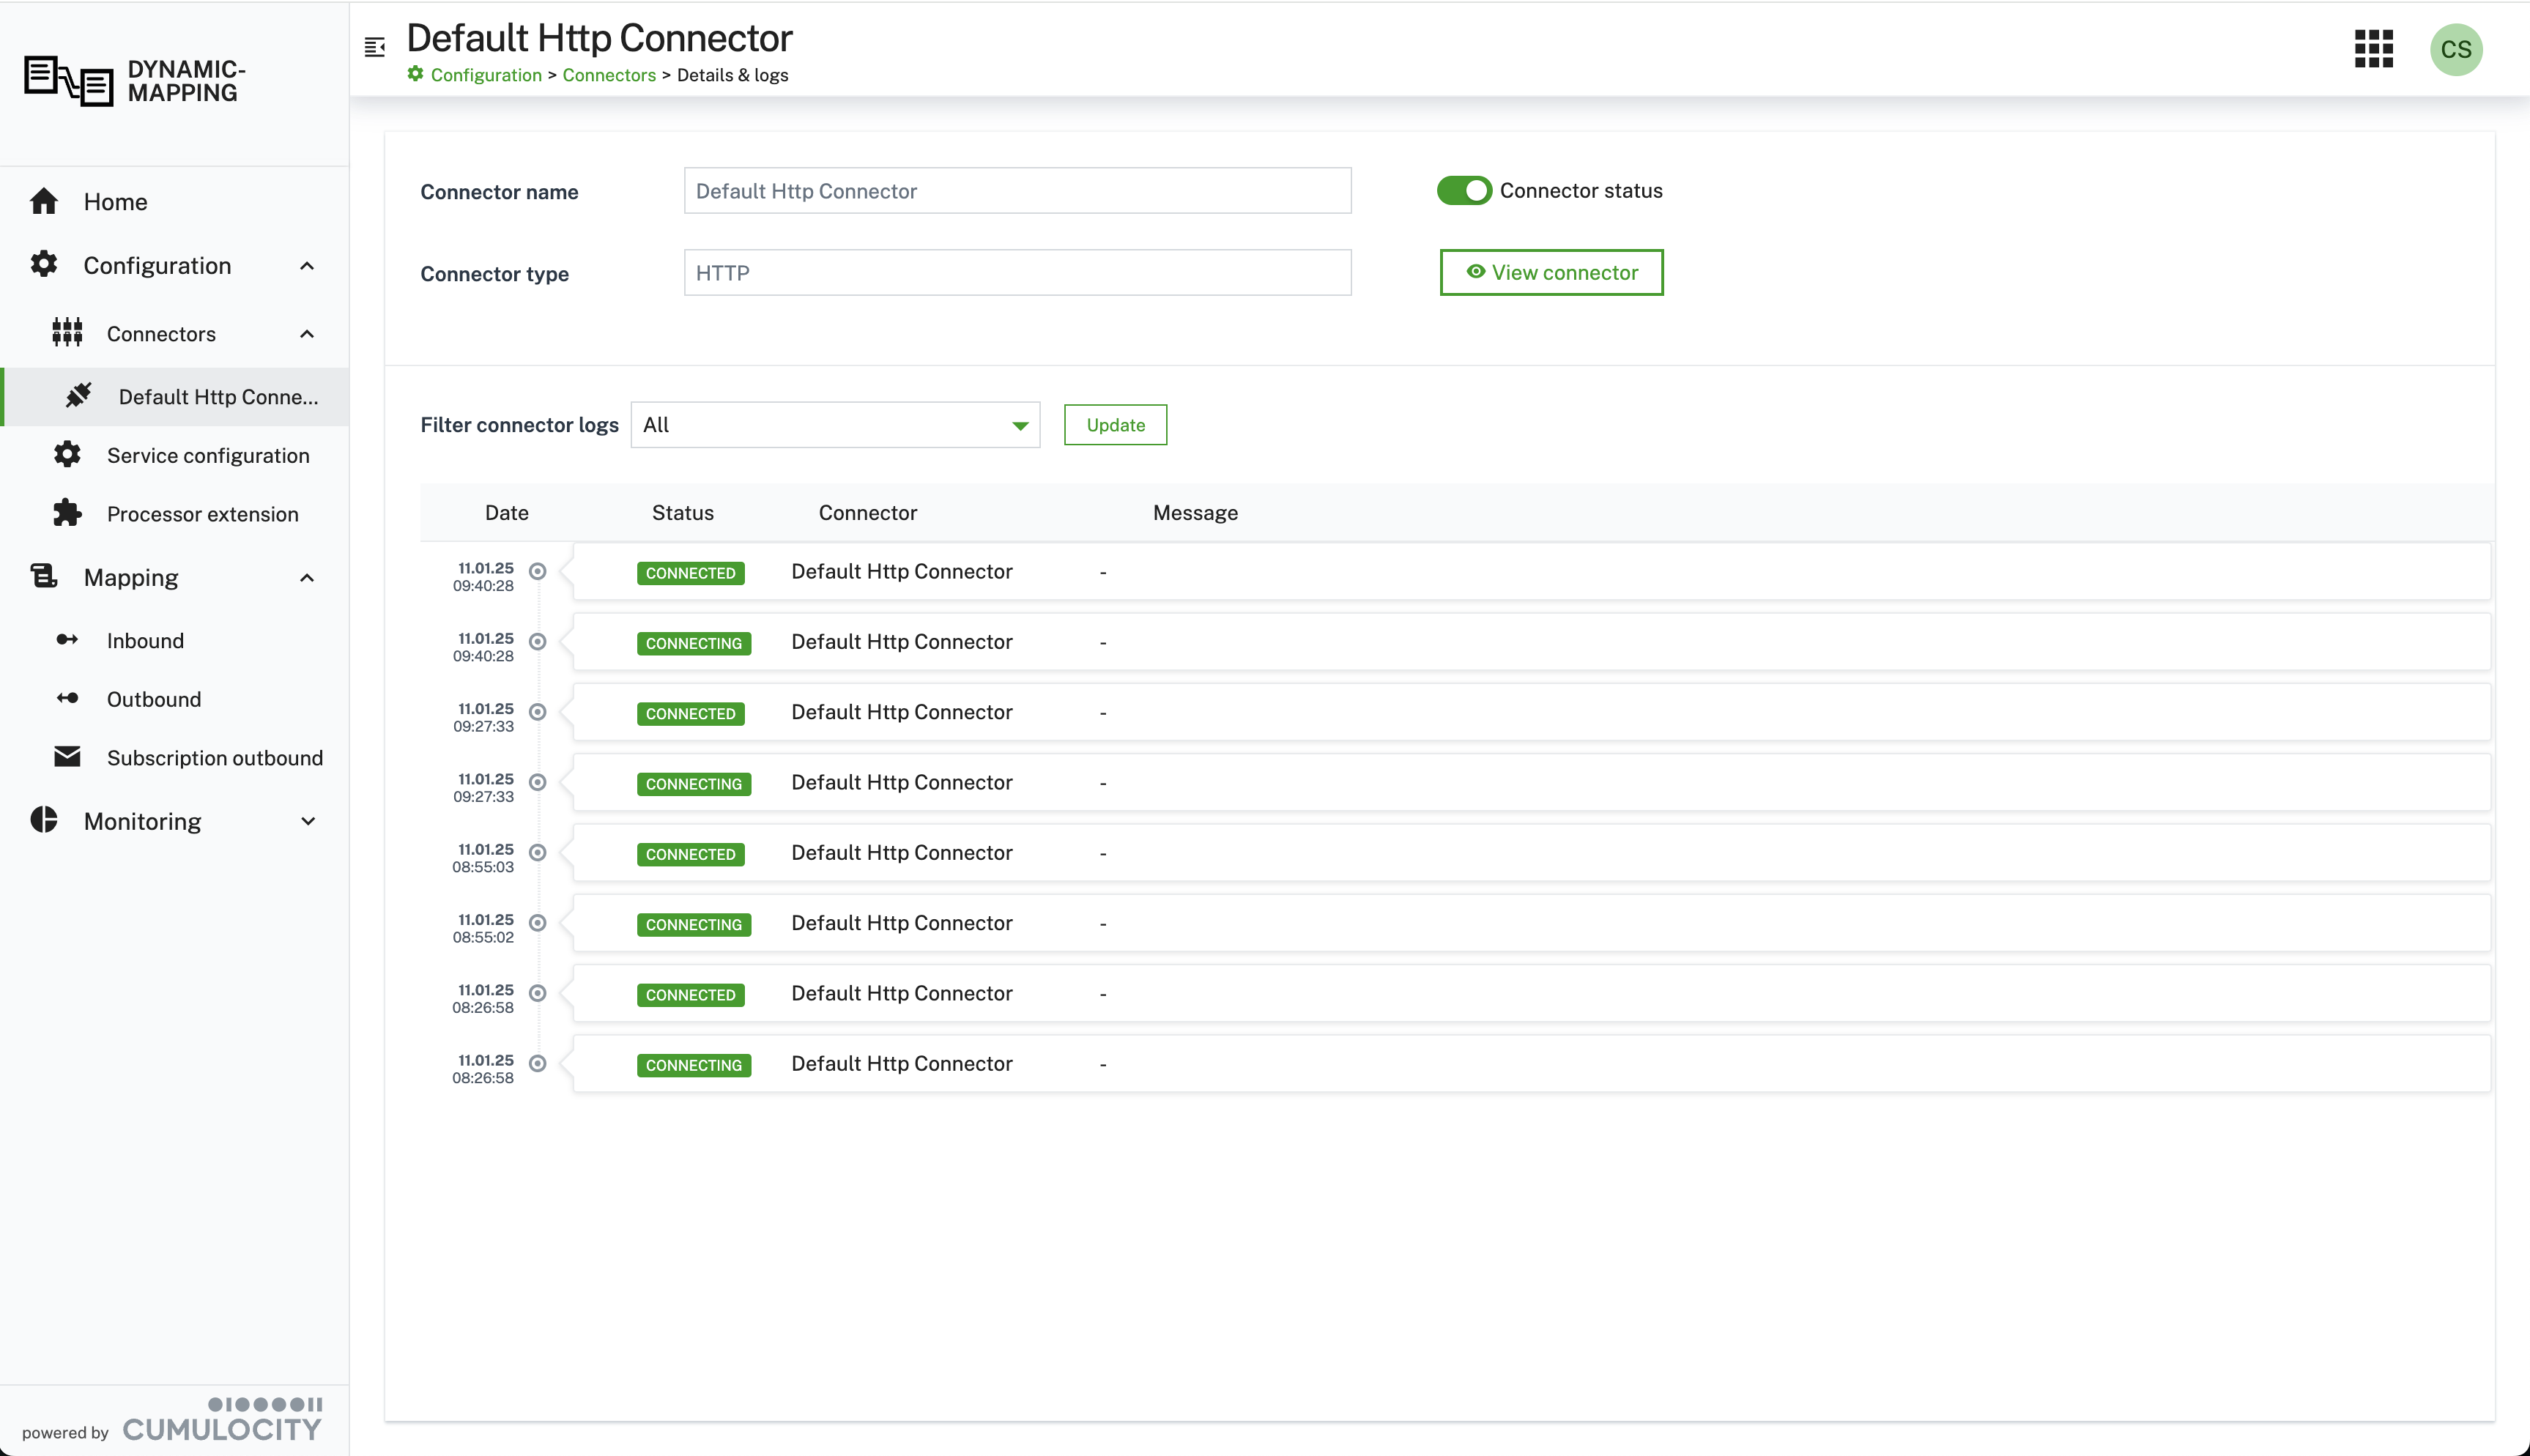 DYNAMIC-
MAPPING
Home
Configuration
Connectors
Default Http Conne...
Service configuration
Processor extension
Mapping
Inbound
Outbound
Subscription outbound
Monitoring
powered by CUMULOCITY
Default Http Connector
Configuration > Connectors > Details & logs
CS
Connector name Default Http Connector Connector status
Connector type HTTP View connector
Filter connector logs All Update
Date Status Connector Message
11.01.25
09:40:28 CONNECTED Default Http Connector -
11.01.25
09:40:28 CONNECTING Default Http Connector -
11.01.25
09:27:33 CONNECTED Default Http Connector -
11.01.25
09:27:33 CONNECTING Default Http Connector -
11.01.25
08:55:03 CONNECTED Default Http Connector -
11.01.25
08:55:02 CONNECTING Default Http Connector -
11.01.25
08:26:58 CONNECTED Default Http Connector -
11.01.25
08:26:58 CONNECTING Default Http Connector -